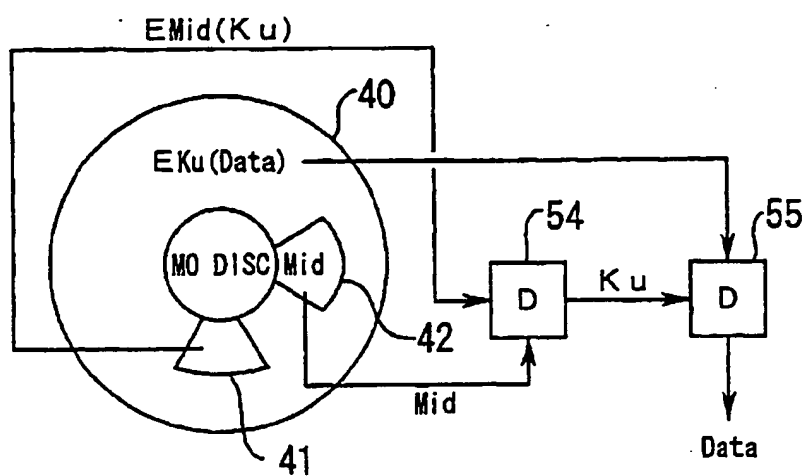 EMid(Ku)
40
EKu(Data)
54
55
MO DISC
Mid
D
Ku
D
42
Mid
41
Data